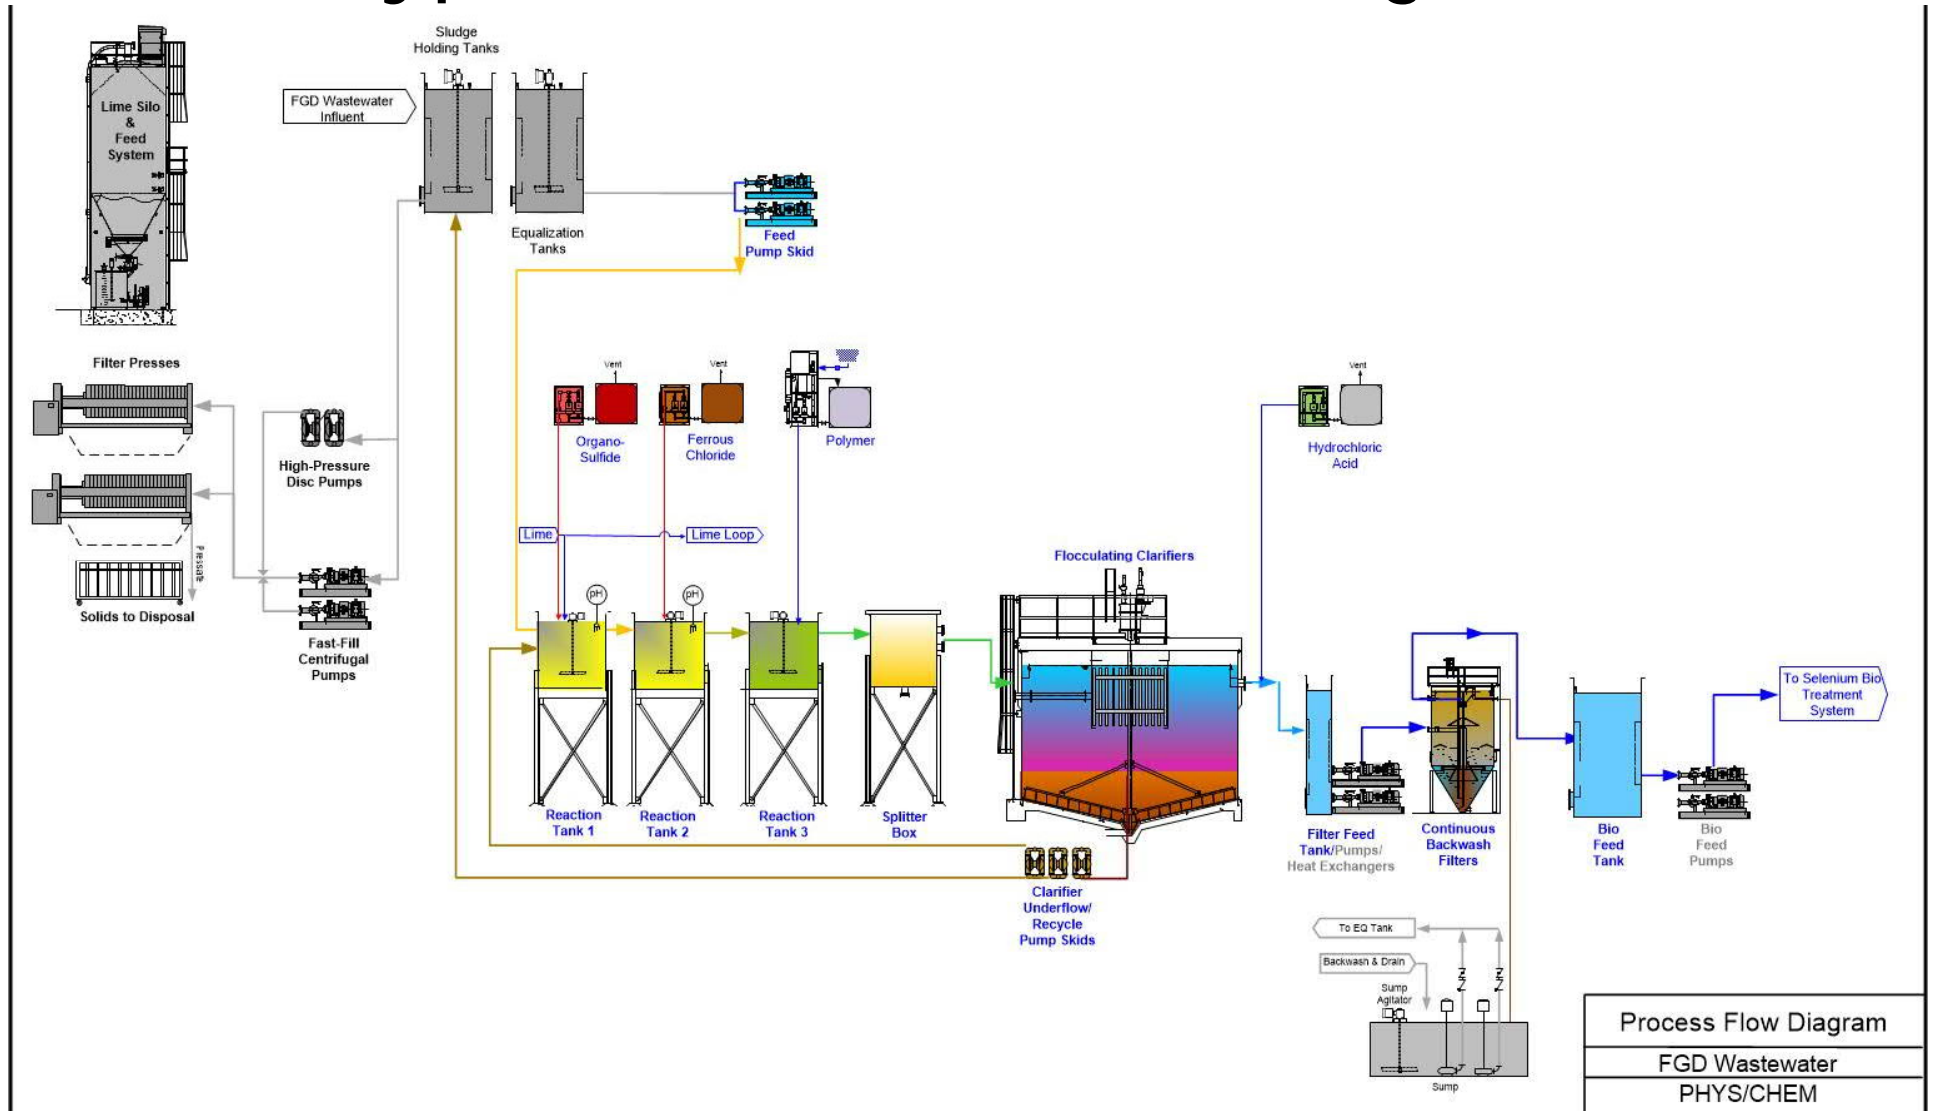 Sludge
Holding Tanks
FGD Wastewater
Influent
Lime Silo
&
Feed
System
Equalization
Tanks
Feed
Pump Skid
Filter Presses
High-Pressure
Disc Pumps
Pressate
Solids to Disposal
Fast-Fill
Centrifugal
Pumps
Vent
Organo-
Sulfide
Vent
Ferrous
Chloride
Polymer
Vent
Hydrochloric
Acid
Lime
Lime Loop
pH
pH
Flocculating Clarifiers
Reaction
Tank 1
Reaction
Tank 2
Reaction
Tank 3
Splitter
Box
Clarifier
Underflow/
Recycle
Pump Skids
Filter Feed
Tank/Pumps/
Heat Exchangers
Continuous
Backwash
Filters
Bio
Feed
Tank
Bio
Feed
Pumps
To Selenium Bio
Treatment
System
To EQ Tank
Backwash & Drain
Sump
Agitator
Sump
Process Flow Diagram
FGD Wastewater
PHYS/CHEM